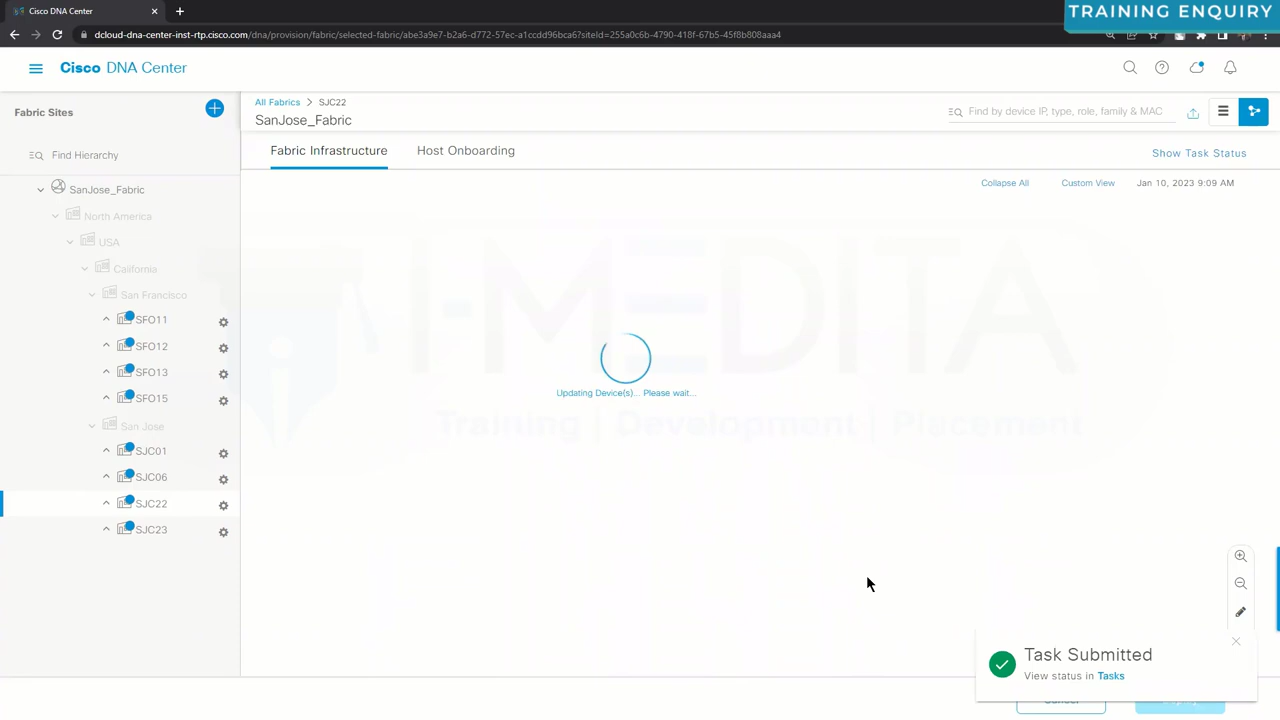 Cisco DNA Center
TRAINING ENQUIRY
dcloud-dna-center-inst-rtp.cisco.com/dna/provision/fabric/selected-fabric/abe3a9e7-b2a6-d772-57ec-a1ccdd96bca6?siteId=255a0c6b-4790-418f-67b5-45f8b808aaa4
Cisco DNA Center
Fabric Sites
All Fabrics > SJC22
SanJose_Fabric
Find by device IP, type, role, family & MAC
Find Hierarchy
Fabric Infrastructure
Host Onboarding
Show Task Status
Collapse All
Custom View
Jan 10, 2023 9:09 AM
SanJose_Fabric
North America
USA
California
San Francisco
SFO11
SFO12
SFO13
SFO15
San Jose
SJC01
SJC06
SJC22
SJC23
I-MEDITA
Training | Development | Placement
Updating Device(s)... Please wait...
Task Submitted
View status in Tasks